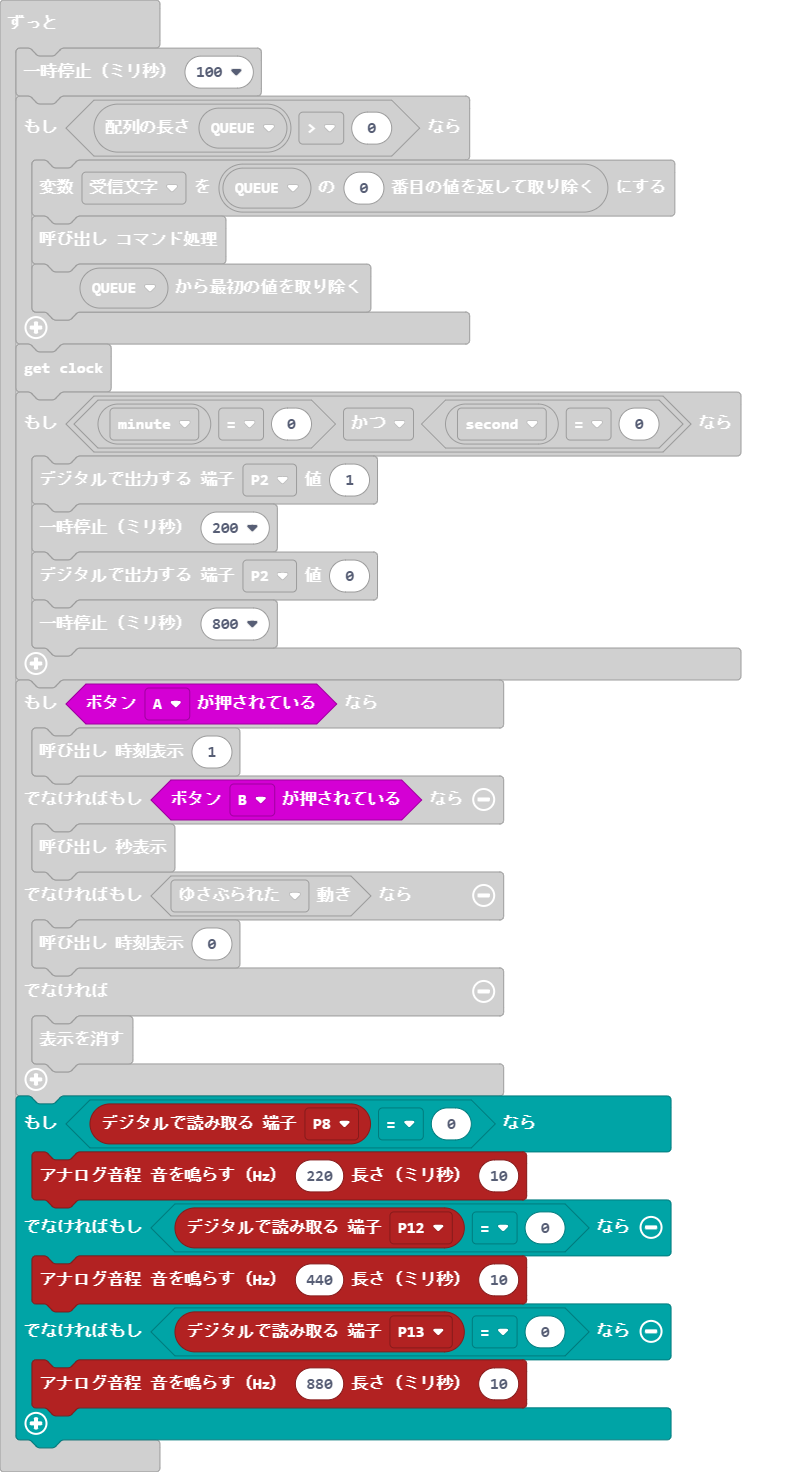 ずっと
一時停止（ミリ秒） 100
もし 配列の長さ QUEUE > 0 なら
変数 受信文字 を QUEUE の 0 番目の値を返して取り除く にする
呼び出し コマンド処理
QUEUE から最初の値を取り除く
get clock
もし minute = 0 かつ second = 0 なら
デジタルで出力する 端子 P2 値 1
一時停止（ミリ秒） 200
デジタルで出力する 端子 P2 値 0
一時停止（ミリ秒） 800
もし ボタン A が押されている なら
呼び出し 時刻表示 1
でなければもし ボタン B が押されている なら
呼び出し 秒表示
でなければもし ゆさぶられた 動き なら
呼び出し 時刻表示 0
でなければ
表示を消す
もし デジタルで読み取る 端子 P8 = 0 なら
アナログ音程 音を鳴らす（Hz） 220 長さ（ミリ秒） 10
でなければもし デジタルで読み取る 端子 P12 = 0 なら
アナログ音程 音を鳴らす（Hz） 440 長さ（ミリ秒） 10
でなければもし デジタルで読み取る 端子 P13 = 0 なら
アナログ音程 音を鳴らす（Hz） 880 長さ（ミリ秒） 10